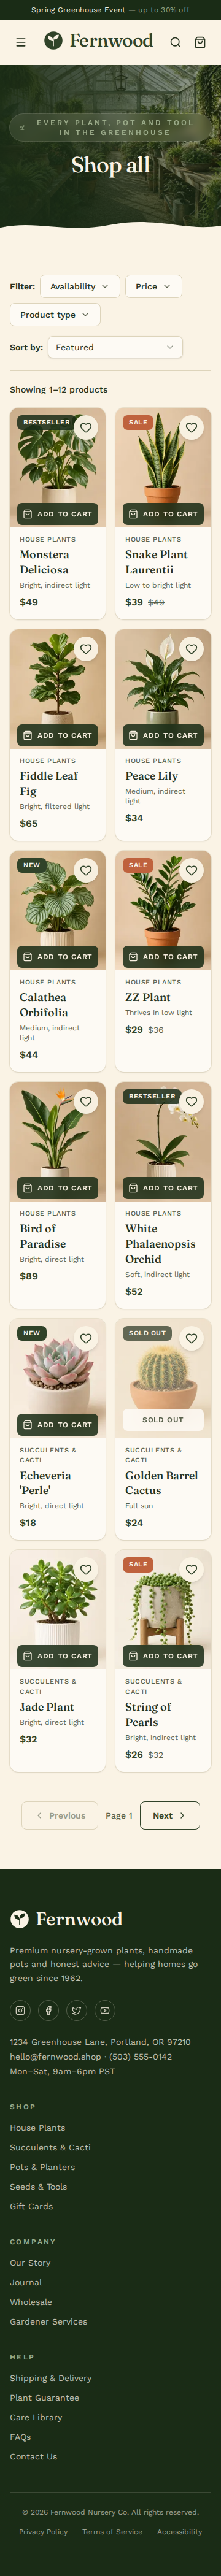 Spring Greenhouse Event — up to 30% off
Fernwood
EVERY PLANT, POT AND TOOL
IN THE GREENHOUSE
Shop all
Filter:
Availability
Price
Product type
Sort by:
Featured
Showing 1–12 products
BESTSELLER
ADD TO CART
HOUSE PLANTS
Monstera
Deliciosa
Bright, indirect light
$49
SALE
ADD TO CART
HOUSE PLANTS
Snake Plant
Laurentii
Low to bright light
$39 $49
ADD TO CART
HOUSE PLANTS
Fiddle Leaf
Fig
Bright, filtered light
$65
ADD TO CART
HOUSE PLANTS
Peace Lily
Medium, indirect
light
$34
NEW
ADD TO CART
HOUSE PLANTS
Calathea
Orbifolia
Medium, indirect
light
$44
SALE
ADD TO CART
HOUSE PLANTS
ZZ Plant
Thrives in low light
$29 $36
ADD TO CART
HOUSE PLANTS
Bird of
Paradise
Bright, direct light
$89
BESTSELLER
ADD TO CART
HOUSE PLANTS
White
Phalaenopsis
Orchid
Soft, indirect light
$52
NEW
ADD TO CART
SUCCULENTS &
CACTI
Echeveria
'Perle'
Bright, direct light
$18
SOLD OUT
SOLD OUT
SUCCULENTS &
CACTI
Golden Barrel
Cactus
Full sun
$24
ADD TO CART
SUCCULENTS &
CACTI
Jade Plant
Bright, direct light
$32
SALE
ADD TO CART
SUCCULENTS &
CACTI
String of
Pearls
Bright, indirect light
$26 $32
Previous
Page 1
Next
Fernwood
Premium nursery-grown plants, handmade
pots and honest advice — helping homes go
green since 1962.
1234 Greenhouse Lane, Portland, OR 97210
hello@fernwood.shop · (503) 555-0142
Mon–Sat, 9am–6pm PST
SHOP
House Plants
Succulents & Cacti
Pots & Planters
Seeds & Tools
Gift Cards
COMPANY
Our Story
Journal
Wholesale
Gardener Services
HELP
Shipping & Delivery
Plant Guarantee
Care Library
FAQs
Contact Us
© 2026 Fernwood Nursery Co. All rights reserved.
Privacy Policy
Terms of Service
Accessibility